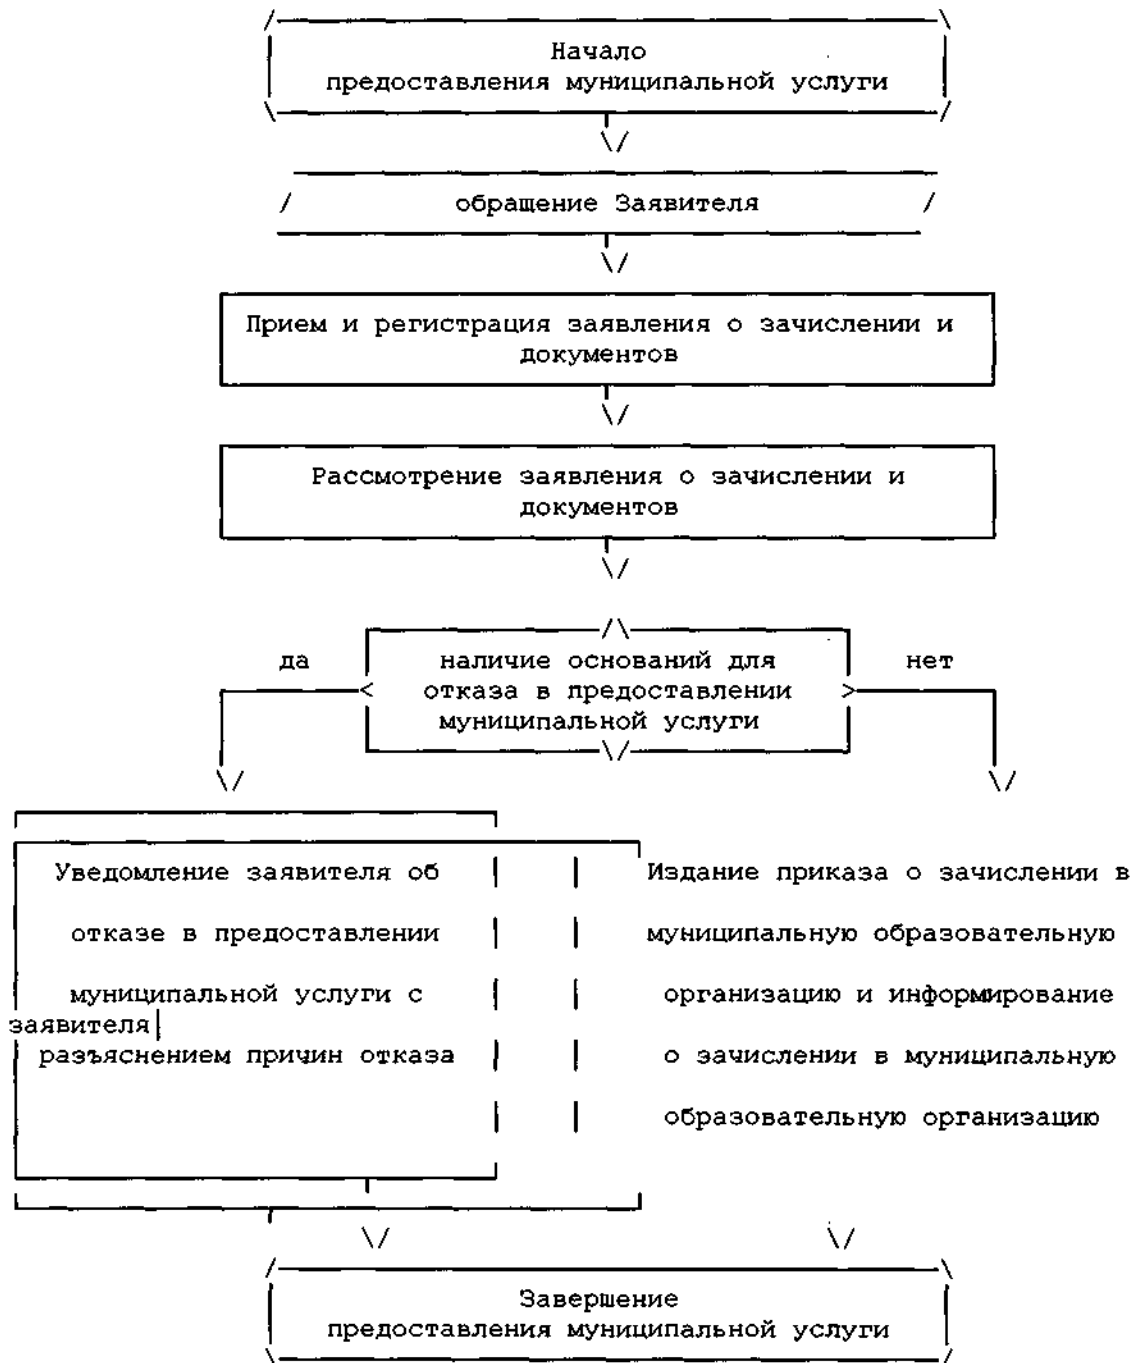 Начало
предоставления муниципальной услуги
обращение Заявителя
Прием и регистрация заявления о зачислении и
документов
Рассмотрение заявления о зачислении и
документов
да
наличие оснований для
отказа в предоставлении
муниципальной услуги
нет
Уведомление заявителя об
отказе в предоставлении
муниципальной услуги с
заявителя
разъяснением причин отказа
Издание приказа о зачислении в
муниципальную образовательную
организацию и информирование
о зачислении в муниципальную
образовательную организацию
Завершение
предоставления муниципальной услуги